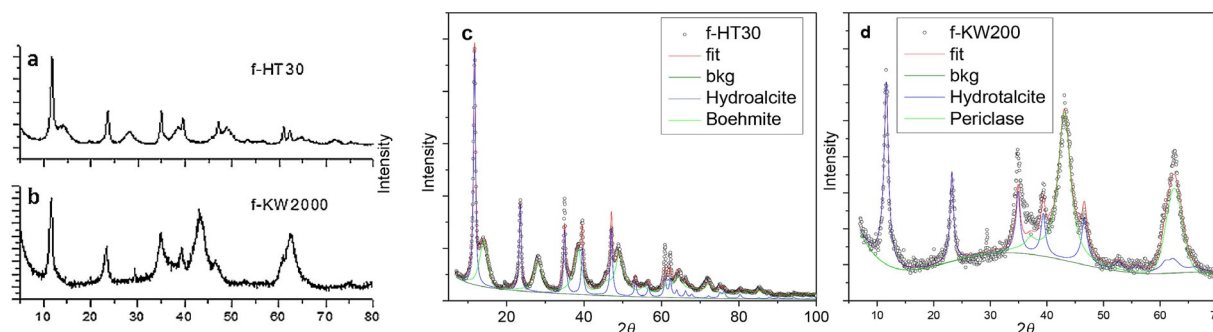 a
f-HT30
b
f-KW2000
10 20 30 40 50 60 70 80
Intensity
c
f-HT30
fit
bkg
Hydroalcite
Boehmite
20 40 60 80 100
2θ
Intensity
d
f-KW200
fit
bkg
Hydrotalcite
Periclase
10 20 30 40 50 60 70
2θ